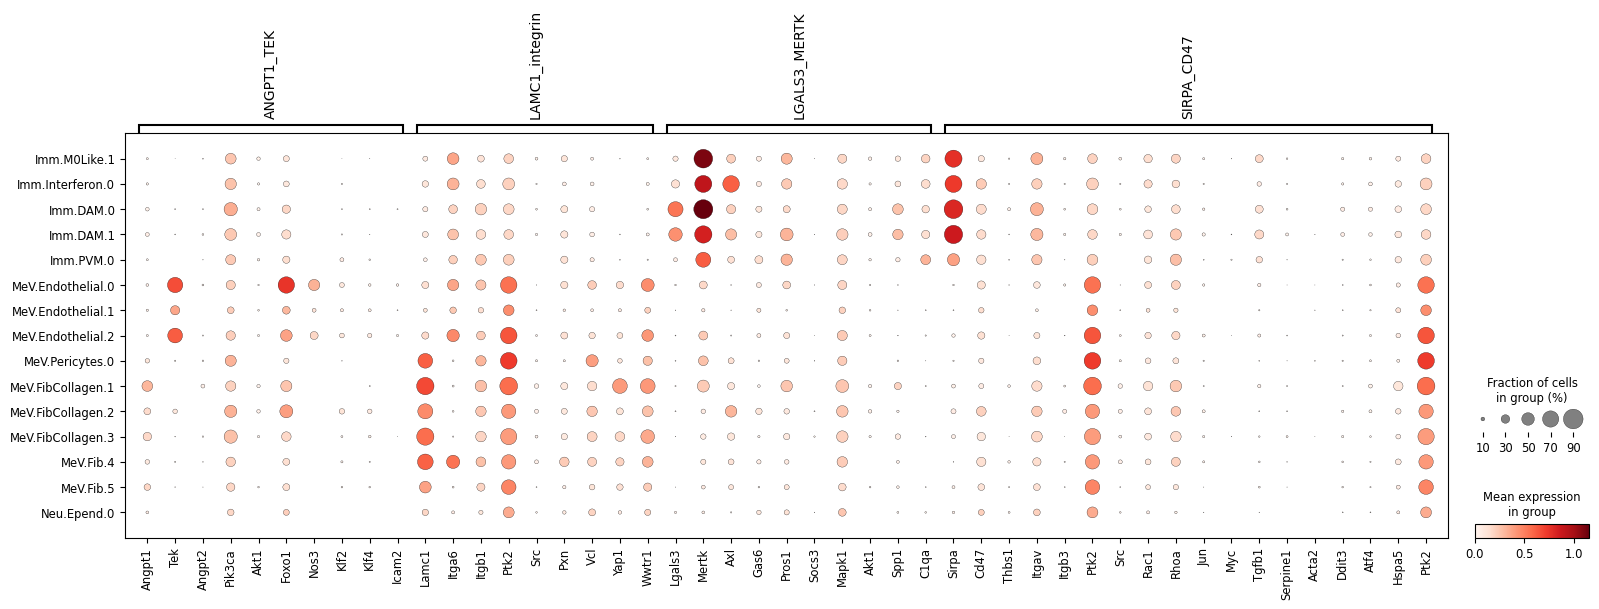 ANGPT1_TEK
LAMC1_integrin
LGALS3_MERTK
SIRPA_CD47
Imm.M0Like.1
Imm.Interferon.0
Imm.DAM.0
Imm.DAM.1
Imm.PVM.0
MeV.Endothelial.0
MeV.Endothelial.1
MeV.Endothelial.2
MeV.Pericytes.0
MeV.FibCollagen.1
MeV.FibCollagen.2
MeV.FibCollagen.3
MeV.Fib.4
MeV.Fib.5
Neu.Epend.0
Angpt1
Tek
Angpt2
Pik3ca
Akt1
Foxo1
Nos3
Klf2
Klf4
Icam2
Lamc1
Itga6
Itgb1
Ptk2
Src
Pxn
Vcl
Yap1
Wwtr1
Lgals3
Mertk
Axl
Gas6
Pros1
Socs3
Mapk1
Akt1
Spp1
C1qa
Sirpa
Cd47
Thbs1
Itgav
Itgb3
Ptk2
Src
Rac1
Rhoa
Jun
Myc
Tgfb1
Serpine1
Acta2
Ddit3
Atf4
Hspa5
Ptk2
Fraction of cells
in group (%)
10 30 50 70 90
Mean expression
in group
0.0 0.5 1.0